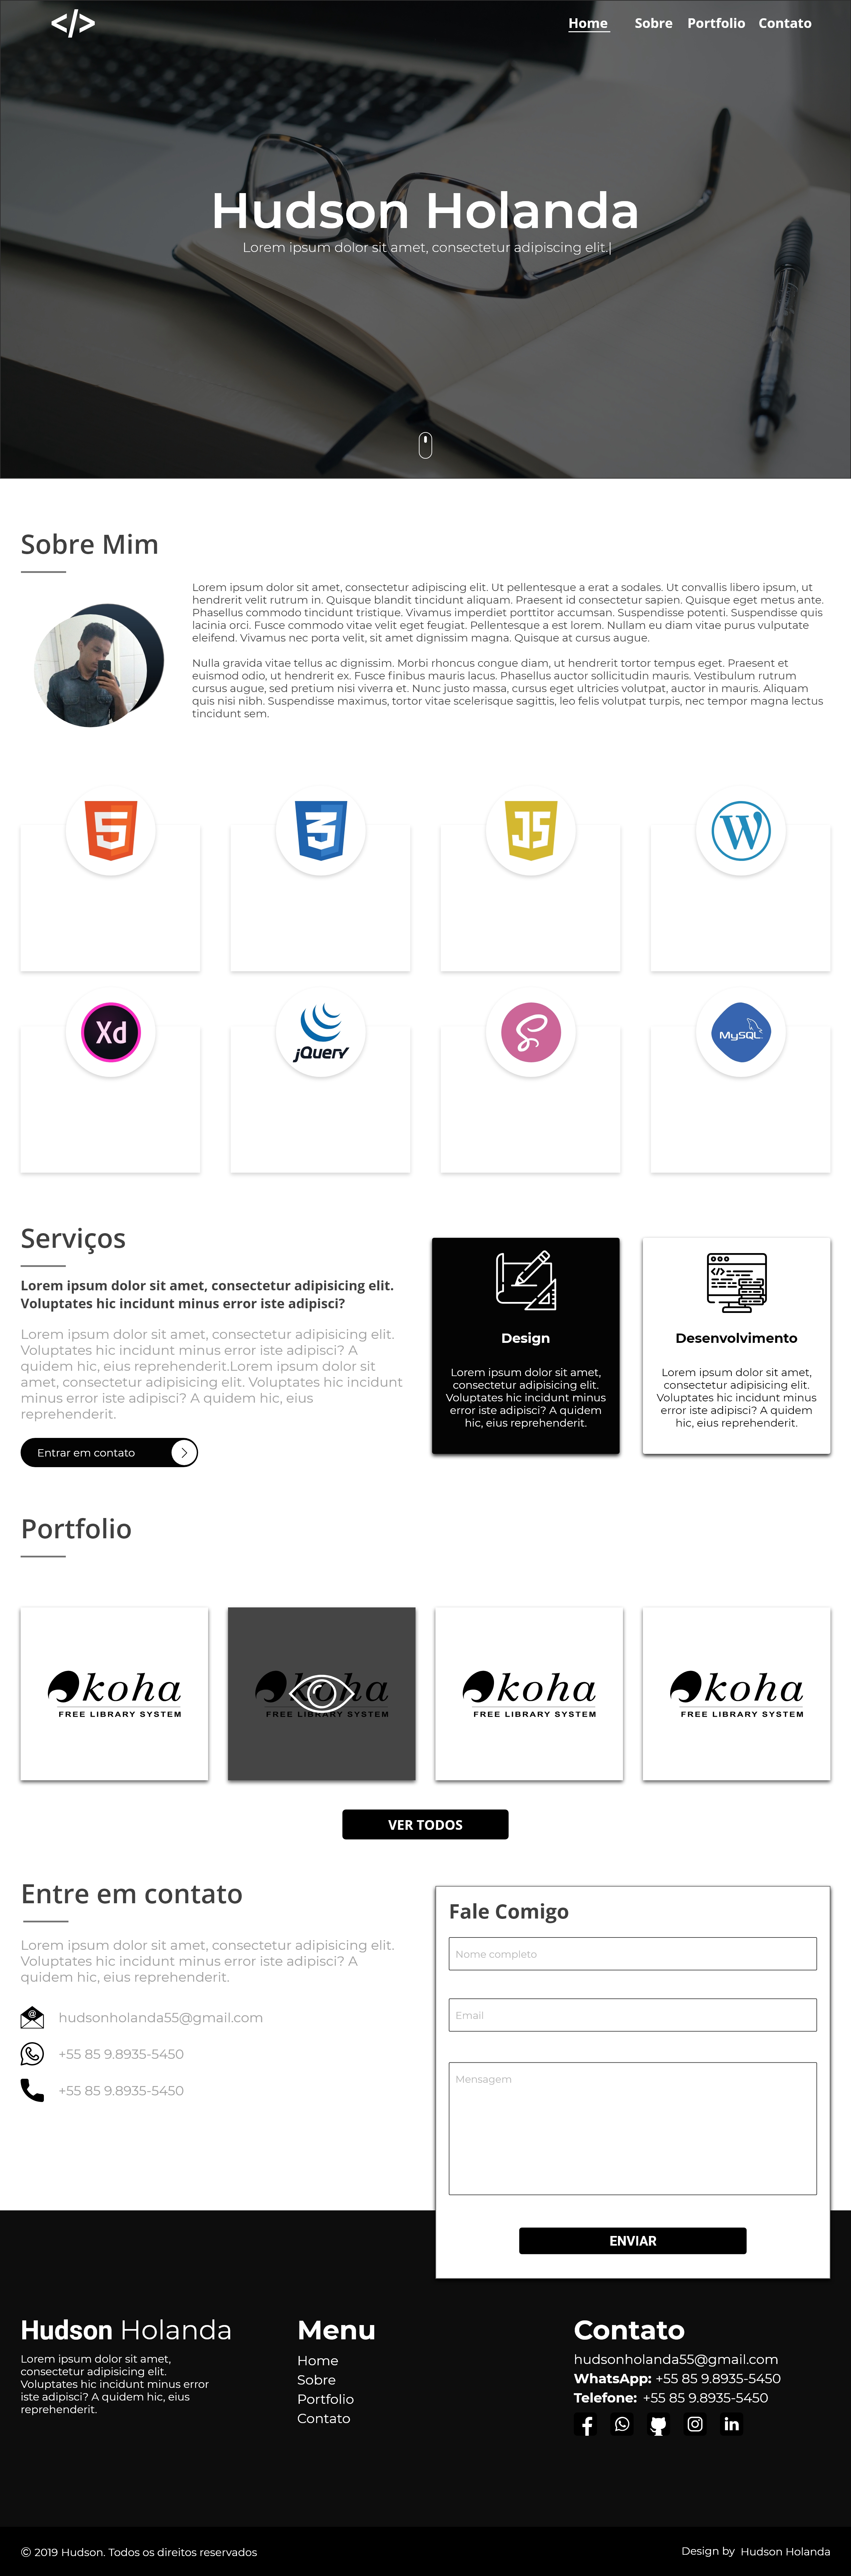 </>
Home Sobre Portfolio Contato
Hudson Holanda
Lorem ipsum dolor sit amet, consectetur adipiscing elit.|
Sobre Mim
Lorem ipsum dolor sit amet, consectetur adipiscing elit. Ut pellentesque a erat a sodales. Ut convallis libero ipsum, ut
hendrerit velit rutrum in. Quisque blandit tincidunt aliquam. Praesent id consectetur sapien. Quisque eget metus ante.
Phasellus commodo tincidunt tristique. Vivamus imperdiet porttitor accumsan. Suspendisse potenti. Suspendisse quis
lacinia orci. Fusce commodo vitae velit eget feugiat. Pellentesque a est lorem. Nullam eu diam vitae purus vulputate
eleifend. Vivamus nec porta velit, sit amet dignissim magna. Quisque at cursus augue.
Nulla gravida vitae tellus ac dignissim. Morbi rhoncus congue diam, ut hendrerit tortor tempus eget. Praesent et
euismod odio, ut hendrerit ex. Fusce finibus mauris lacus. Phasellus auctor sollicitudin mauris. Vestibulum rutrum
cursus augue, sed pretium nisi viverra et. Nunc justo massa, cursus eget ultricies volutpat, auctor in mauris. Aliquam
quis nisi nibh. Suspendisse maximus, tortor vitae scelerisque sagittis, leo felis volutpat turpis, nec tempor magna lectus
tincidunt sem.
5 3 JS W
Xd jQuery MySQL
Serviços
Lorem ipsum dolor sit amet, consectetur adipisicing elit.
Voluptates hic incidunt minus error iste adipisci?
Lorem ipsum dolor sit amet, consectetur adipisicing elit.
Voluptates hic incidunt minus error iste adipisci? A
quidem hic, eius reprehenderit.Lorem ipsum dolor sit
amet, consectetur adipisicing elit. Voluptates hic incidunt
minus error iste adipisci? A quidem hic, eius
reprehenderit.
Entrar em contato
Design
Lorem ipsum dolor sit amet,
consectetur adipisicing elit.
Voluptates hic incidunt minus
error iste adipisci? A quidem
hic, eius reprehenderit.
</>
Desenvolvimento
Lorem ipsum dolor sit amet,
consectetur adipisicing elit.
Voluptates hic incidunt minus
error iste adipisci? A quidem
hic, eius reprehenderit.
Portfolio
koha
FREE LIBRARY SYSTEM
koha
FREE LIBRARY SYSTEM
koha
FREE LIBRARY SYSTEM
koha
FREE LIBRARY SYSTEM
VER TODOS
Entre em contato
Lorem ipsum dolor sit amet, consectetur adipisicing elit.
Voluptates hic incidunt minus error iste adipisci? A
quidem hic, eius reprehenderit.
@ hudsonholanda55@gmail.com
+55 85 9.8935-5450
+55 85 9.8935-5450
Fale Comigo
Nome completo
Email
Mensagem
ENVIAR
Hudson Holanda
Lorem ipsum dolor sit amet,
consectetur adipisicing elit.
Voluptates hic incidunt minus error
iste adipisci? A quidem hic, eius
reprehenderit.
Menu
Home
Sobre
Portfolio
Contato
Contato
hudsonholanda55@gmail.com
WhatsApp: +55 85 9.8935-5450
Telefone: +55 85 9.8935-5450
f in
© 2019 Hudson. Todos os direitos reservados
Design by Hudson Holanda